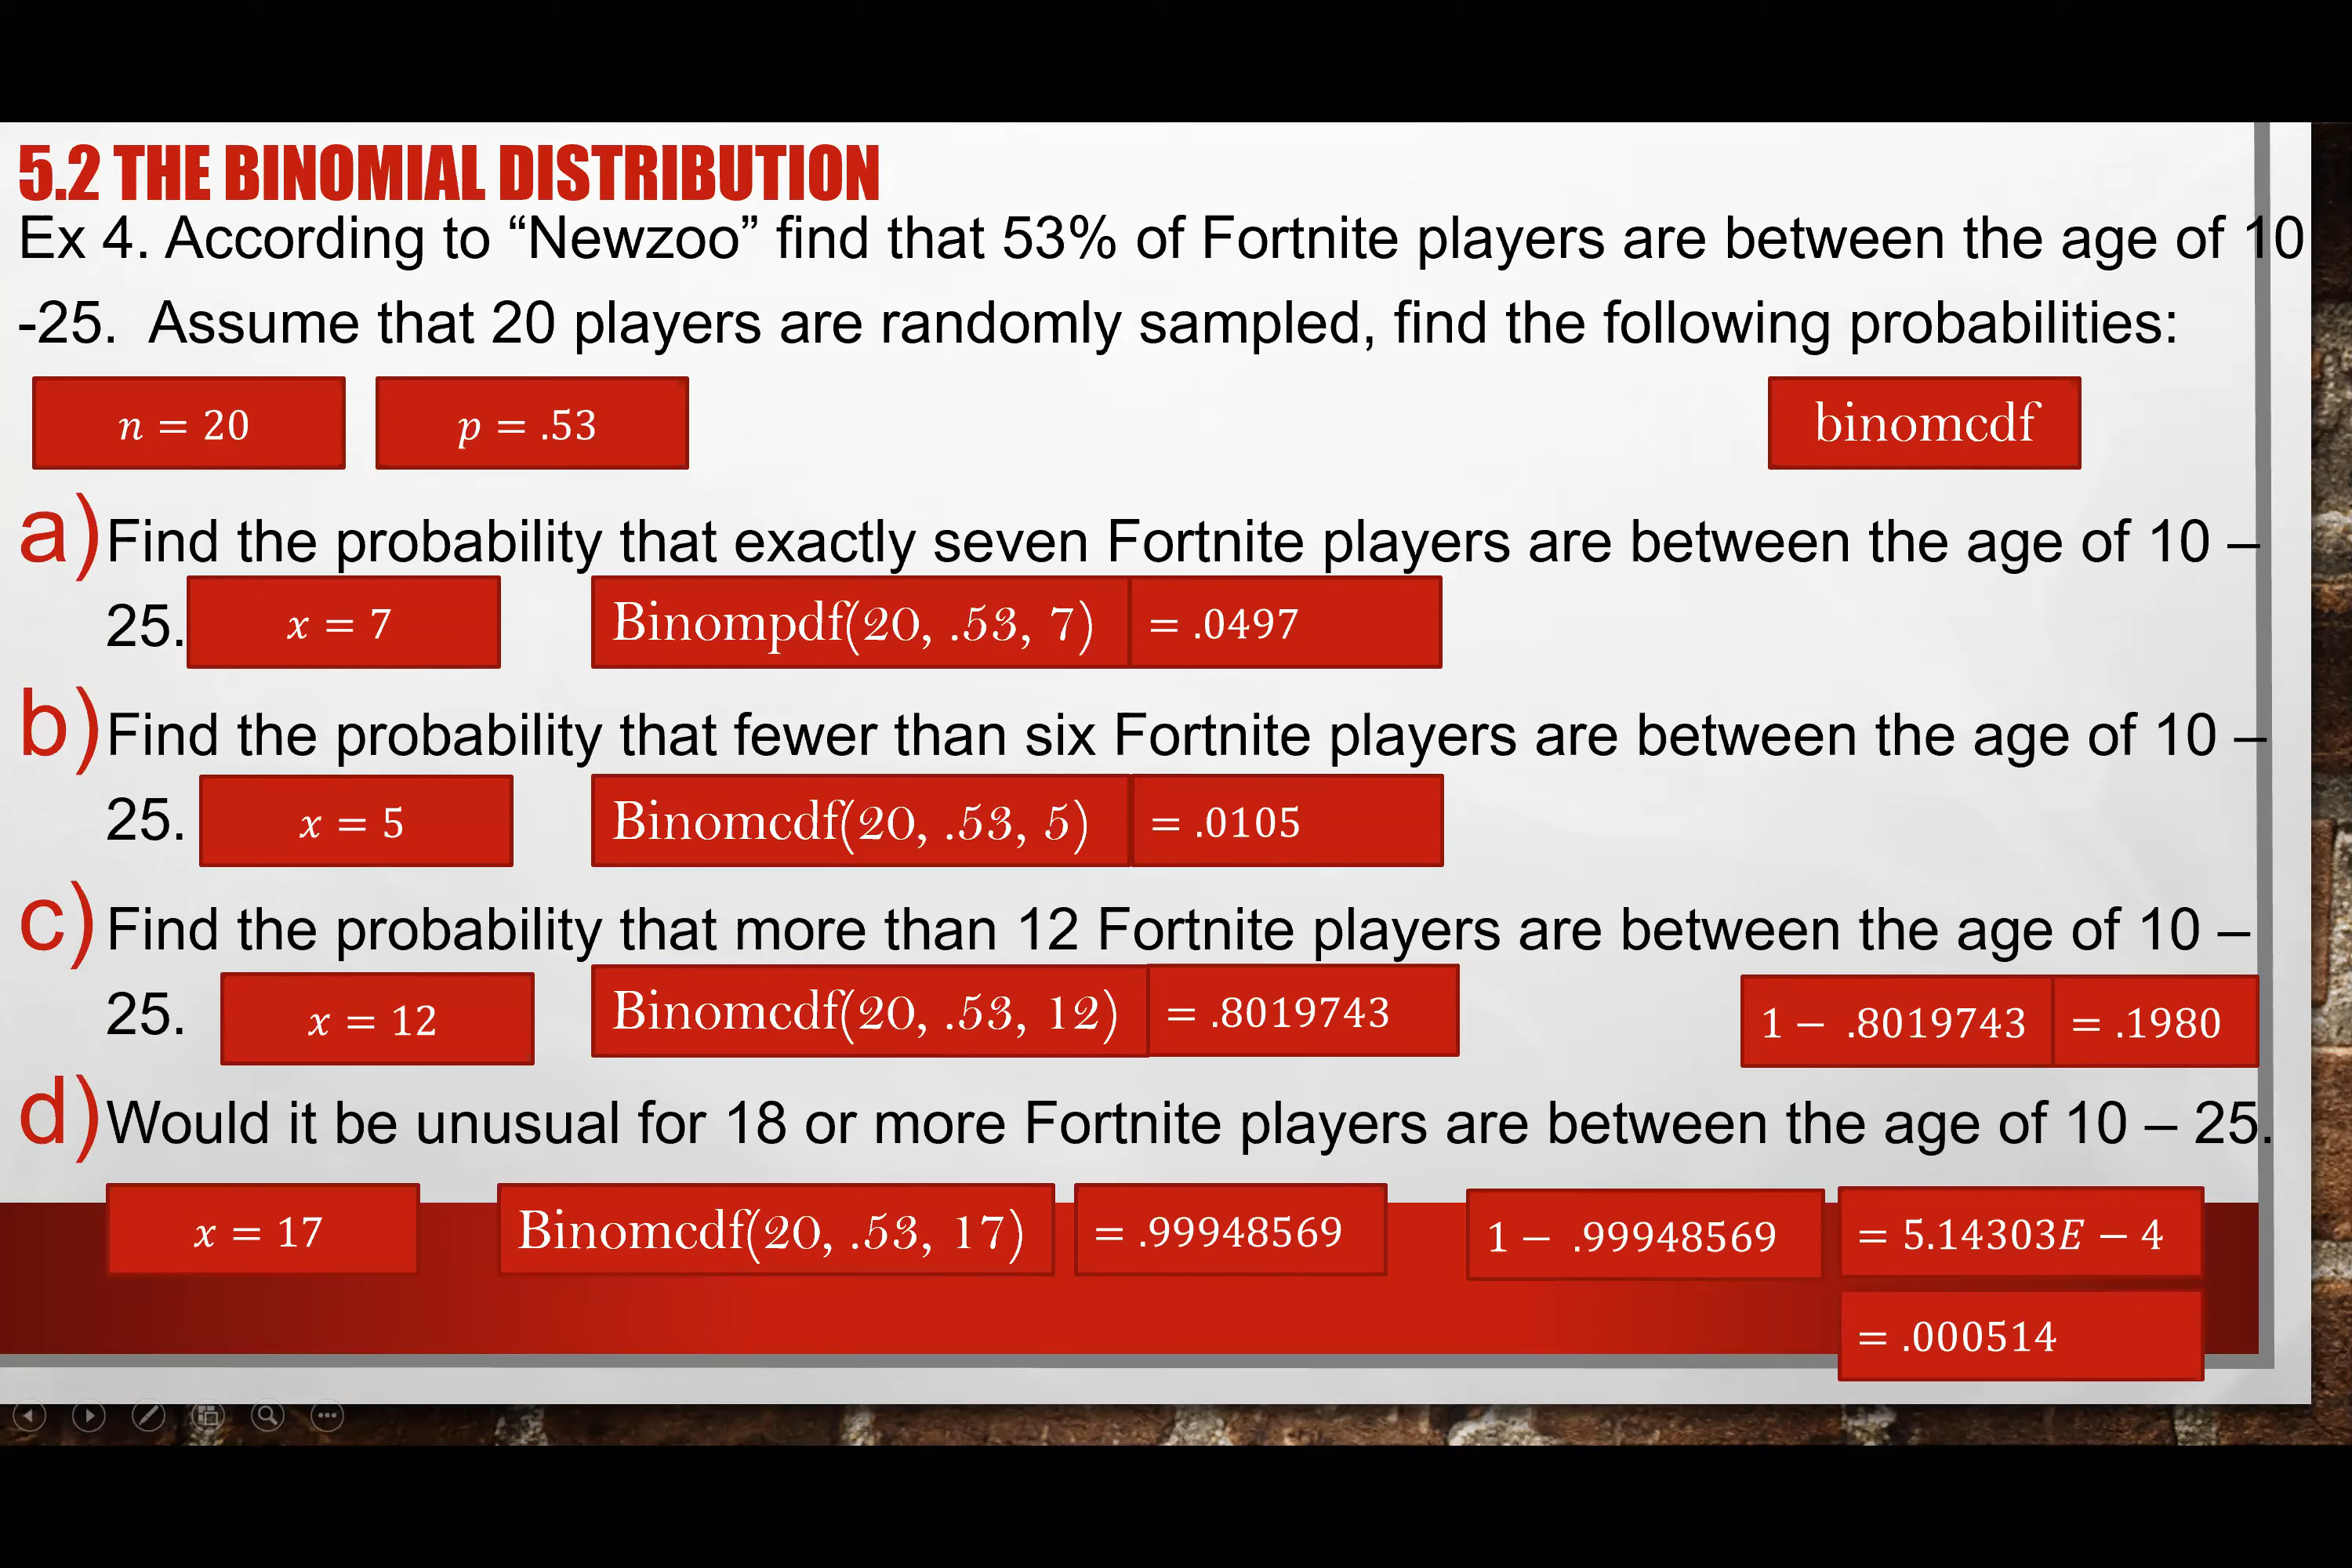 5.2 THE BINOMIAL DISTRIBUTION
Ex 4. According to “Newzoo” find that 53% of Fortnite players are between the age of 10
-25. Assume that 20 players are randomly sampled, find the following probabilities:
n = 20 p = .53 binomcdf
a) Find the probability that exactly seven Fortnite players are between the age of 10 –
25. x = 7 Binompdf(20, .53, 7) = .0497
b) Find the probability that fewer than six Fortnite players are between the age of 10 –
25. x = 5 Binomcdf(20, .53, 5) = .0105
c) Find the probability that more than 12 Fortnite players are between the age of 10 –
25. x = 12 Binomcdf(20, .53, 12) = .8019743 1 − .8019743 = .1980
d) Would it be unusual for 18 or more Fortnite players are between the age of 10 – 25.
x = 17 Binomcdf(20, .53, 17) = .99948569 1 − .99948569 = 5.14303E − 4
= .000514